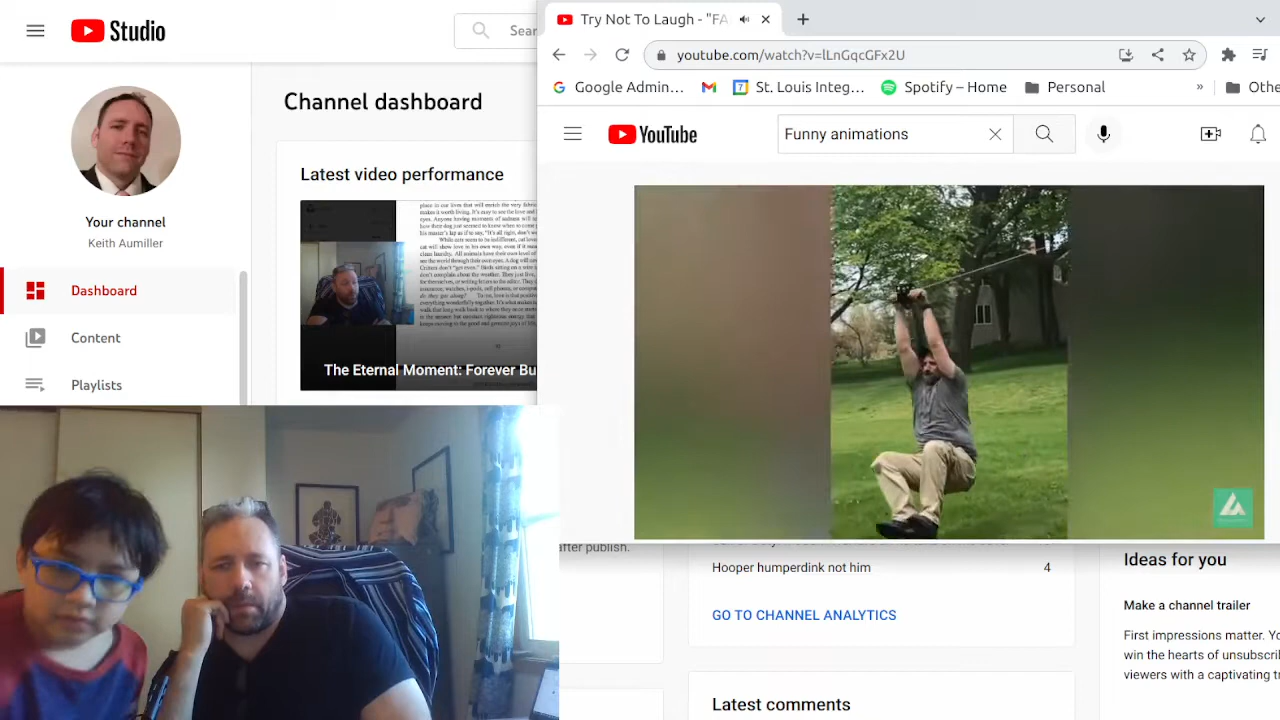 Studio
Sear
Channel dashboard
Your channel
Keith Aumiller
Dashboard
Content
Playlists
Latest video performance
The Eternal Moment: Forever Bu
Try Not To Laugh - "FA
youtube.com/watch?v=lLnGqcGFx2U
Google Admin...
St. Louis Integ...
Spotify – Home
Personal
»
Othe
YouTube
Funny animations
after publish.
Hooper humperdink not him
4
GO TO CHANNEL ANALYTICS
Latest comments
Ideas for you
Make a channel trailer
First impressions matter. Yo
win the hearts of unsubscrib
viewers with a captivating tr